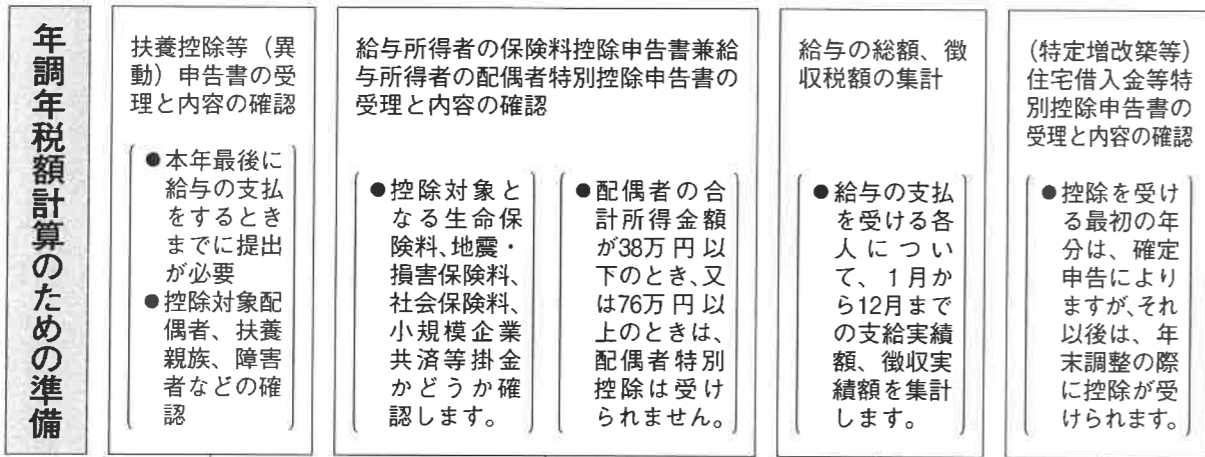 年調年税額計算のための準備
扶養控除等（異
動）申告書の受
理と内容の確認
●本年最後に
給与の支払
をするとき
までに提出
が必要
●控除対象配
偶者、扶養
親族、障害
者などの確
認
給与所得者の保険料控除申告書兼給
与所得者の配偶者特別控除申告書の
受理と内容の確認
●控除対象と
なる生命保
険料、地震・
損害保険料、
社会保険料、
小規模企業
共済等掛金
かどうか確
認します。
●配偶者の合
計所得金額
が38万円以
下のとき、又
は76万円以
上のときは、
配偶者特別
控除は受け
られません。
給与の総額、徴
収税額の集計
●給与の支払
を受ける各
人につい
て、1月か
ら12月まで
の支給実績
額、徴収実
績額を集計
します。
（特定増改築等）
住宅借入金等特
別控除申告書の
受理と内容の確認
●控除を受け
る最初の年
分は、確定
申告により
ますが、それ
以後は、年
末調整の際
に控除が受
けられます。